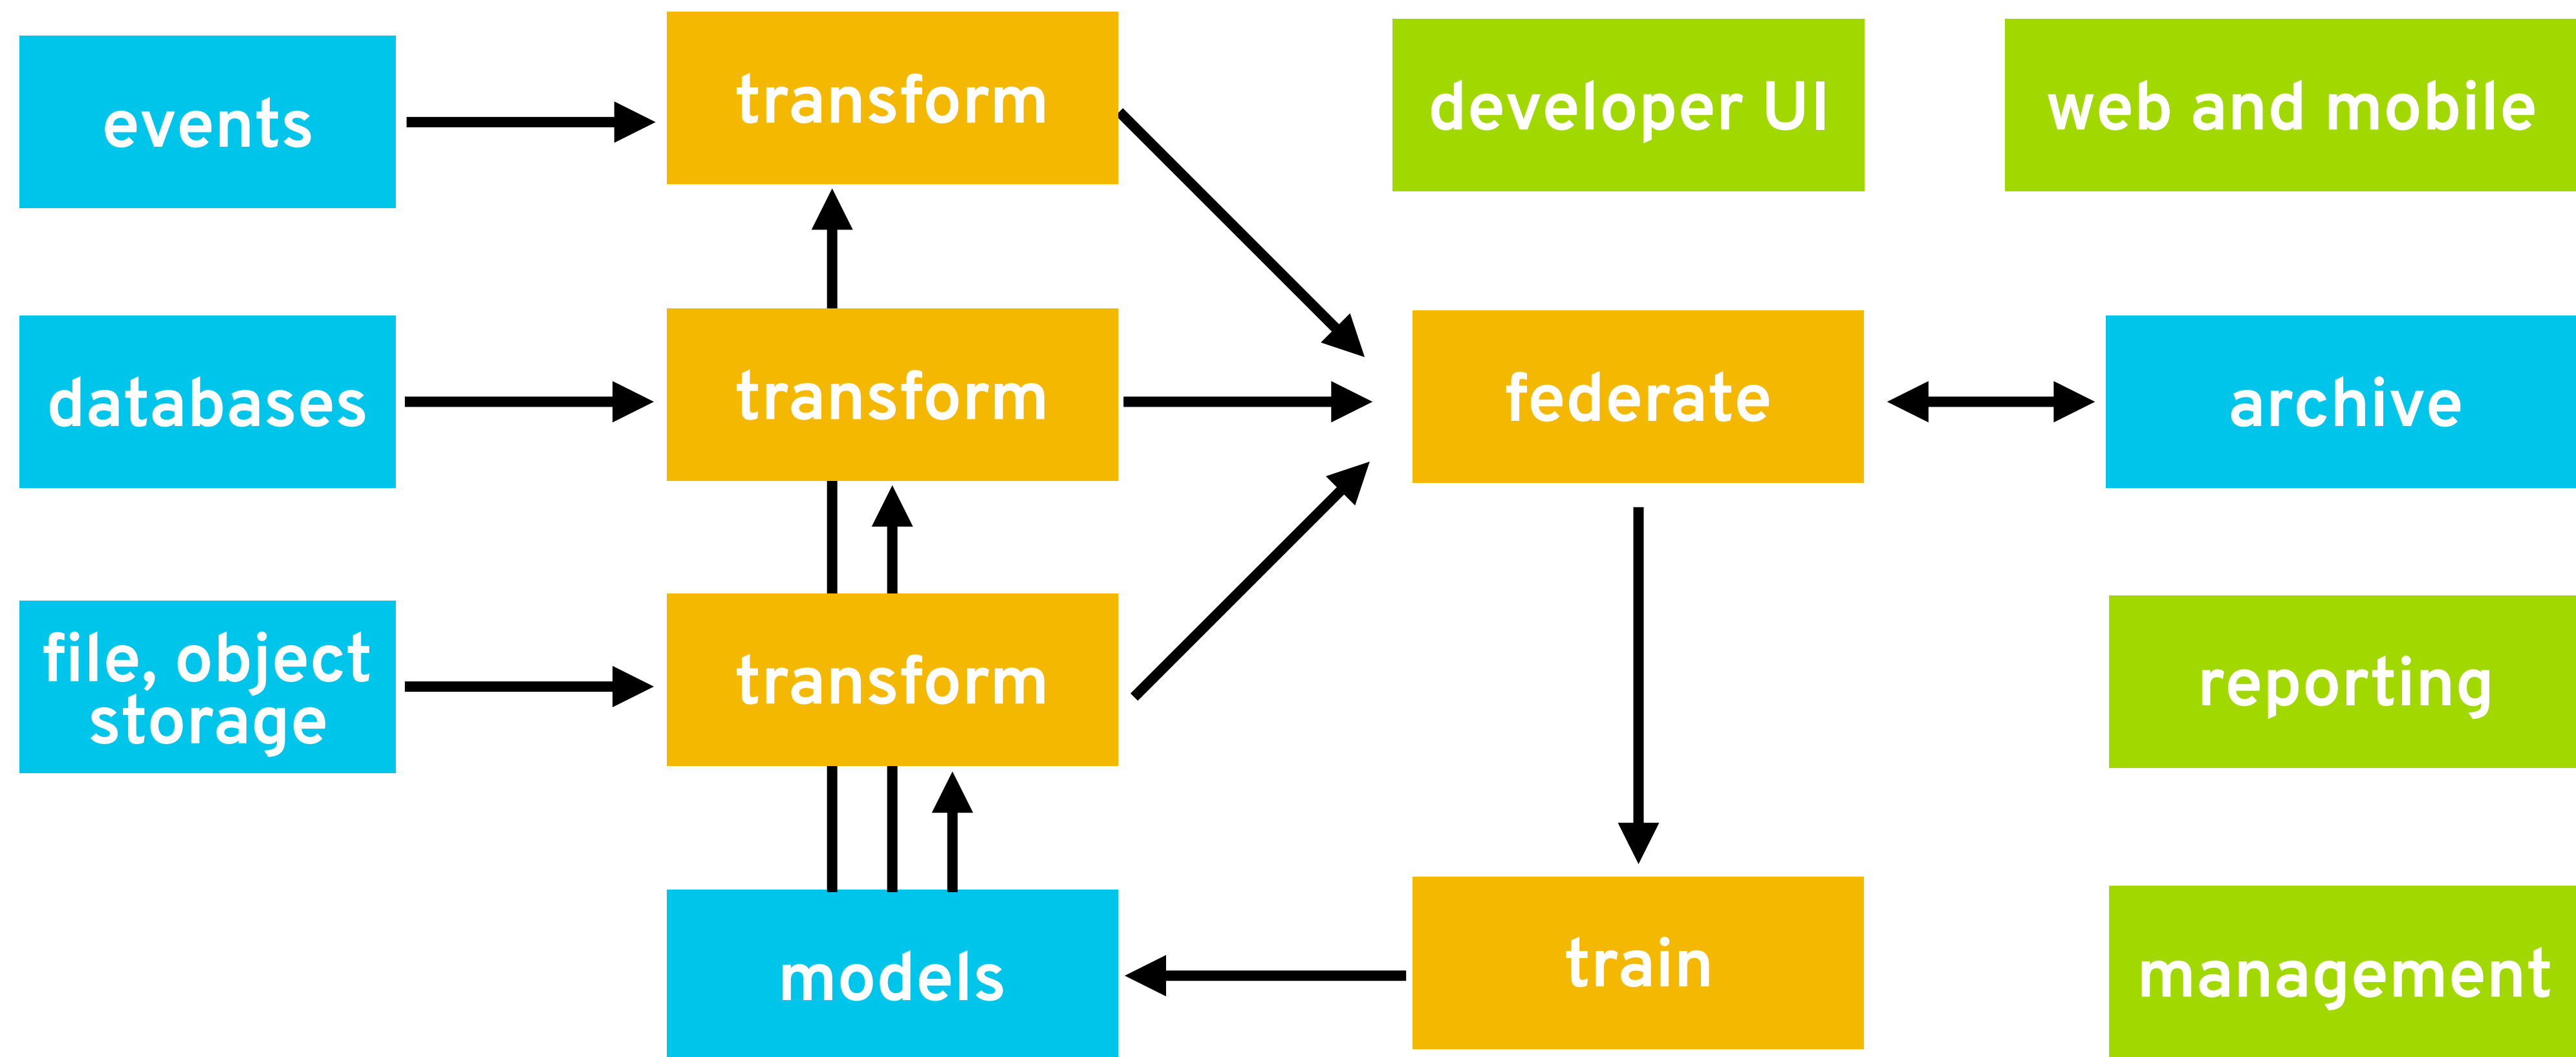 events
transform
developer UI
web and mobile
databases
transform
federate
archive
file, object
storage
transform
reporting
models
train
management